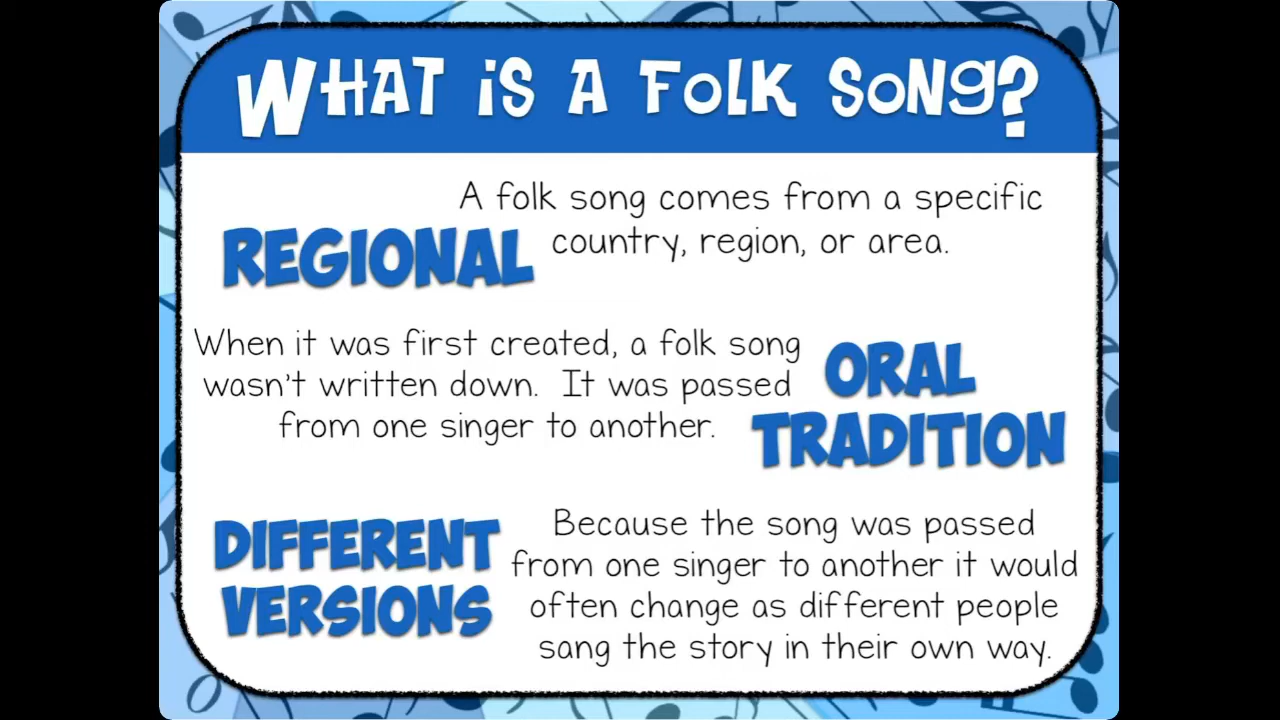 WHAT iS A FOLK SONG?
A folk song comes from a specific
REGIONAL country, region, or area.
When it was first created, a folk song
wasn't written down. It was passed
from one singer to another.
ORAL
TRADITION
DIFFERENT
VERSIONS
Because the song was passed
from one singer to another it would
often change as different people
sang the story in their own way.